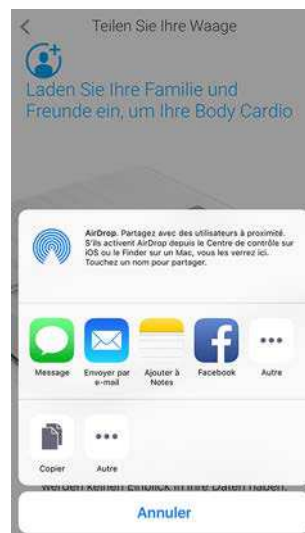 Teilen Sie Ihre Waage
Laden Sie Ihre Familie und
Freunde ein, um Ihre Body Cardio
AirDrop. Partagez avec des utilisateurs à proximité.
S'ils activent AirDrop depuis le Centre de contrôle sur
iOS ou le Finder sur un Mac, vous les verrez ici.
Touchez un nom pour partager.
Message
Envoyer par
e-mail
Ajouter à
Notes
Facebook
Autre
Copier
Autre
werden keinen Einblick in Ihre Daten haben.
Annuler